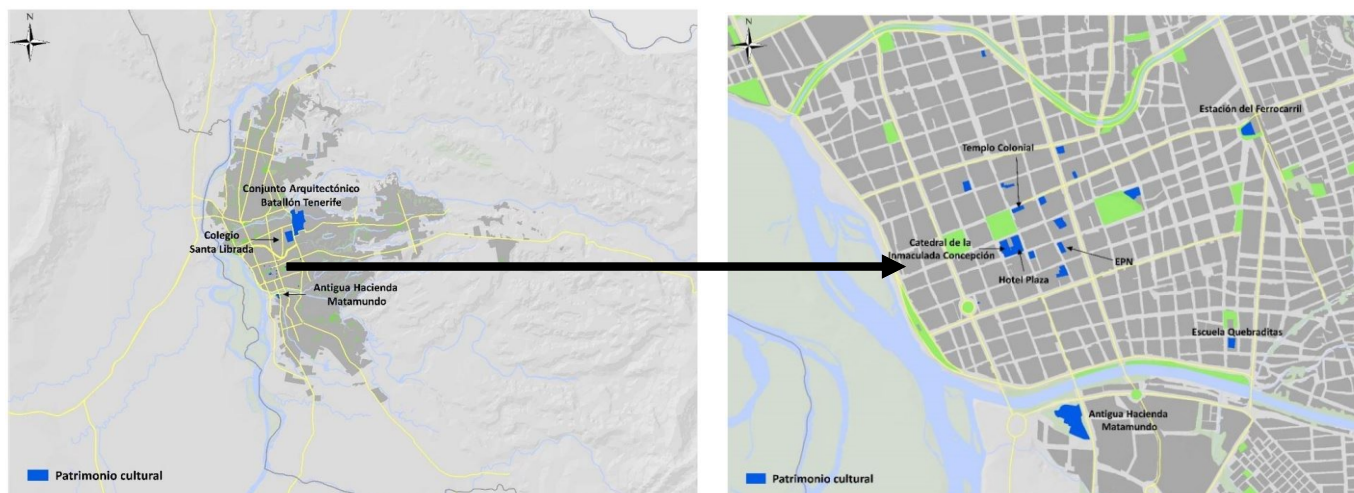 N
Conjunto Arquitectónico
Batallón Tenerife
Colegio
Santa Librada
Antigua Hacienda
Matamundo
Patrimonio cultural
N
Estación del Ferrocarril
Templo Colonial
Catedral de la
Inmaculada Concepción
EPN
Hotel Plaza
Escuela Quebraditas
Antigua Hacienda
Matamundo
Patrimonio cultural